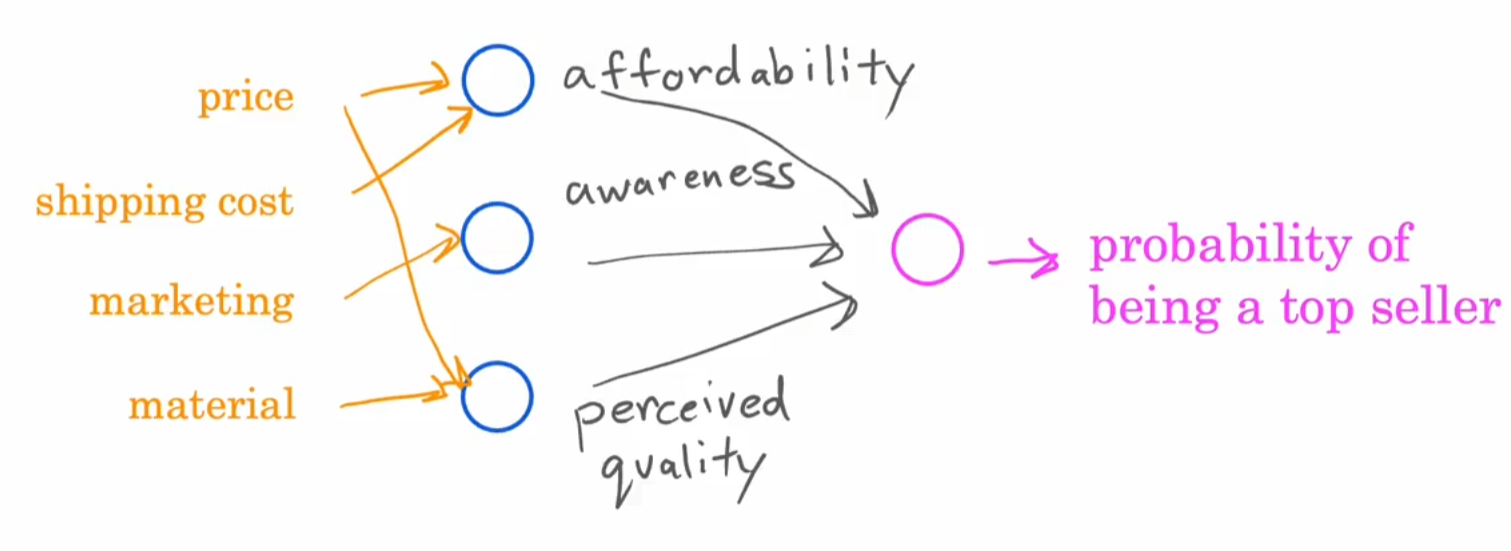 price
shipping cost
marketing
material
affordability
awareness
perceived
quality
probability of
being a top seller